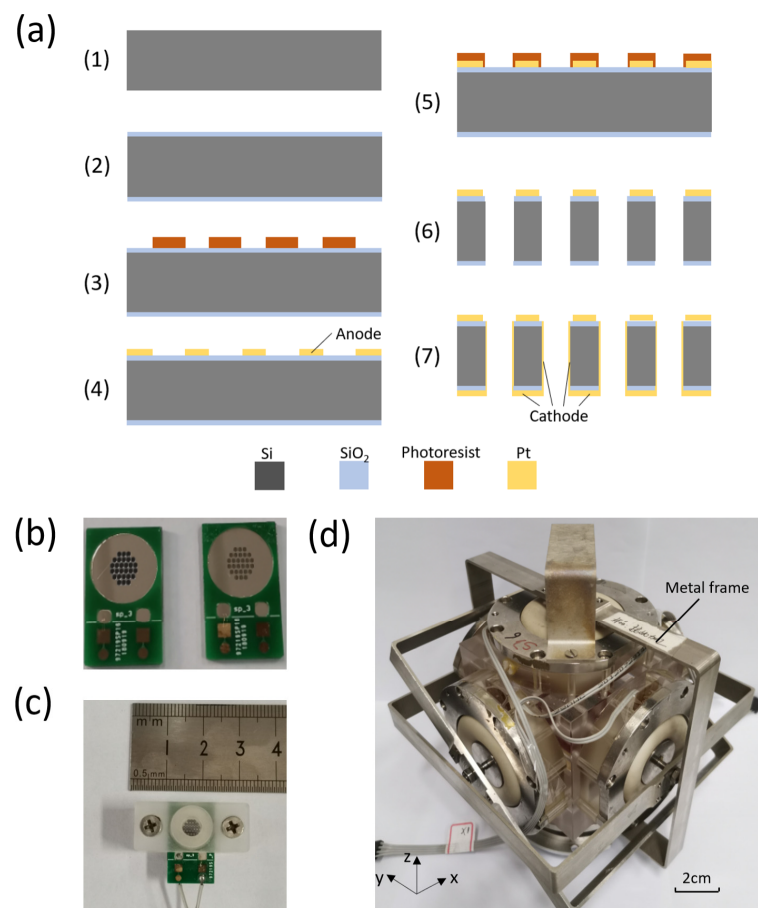 (a)
(1)
(2)
(3)
Anode
(4)
(5)
(6)
(7)
Cathode
Si
SiO₂
Photoresist
Pt
(b)
sp_3
sp_3
(c)
mm
1 2 3 4
0.5mm
(d)
Metal frame
z
y
x
2cm